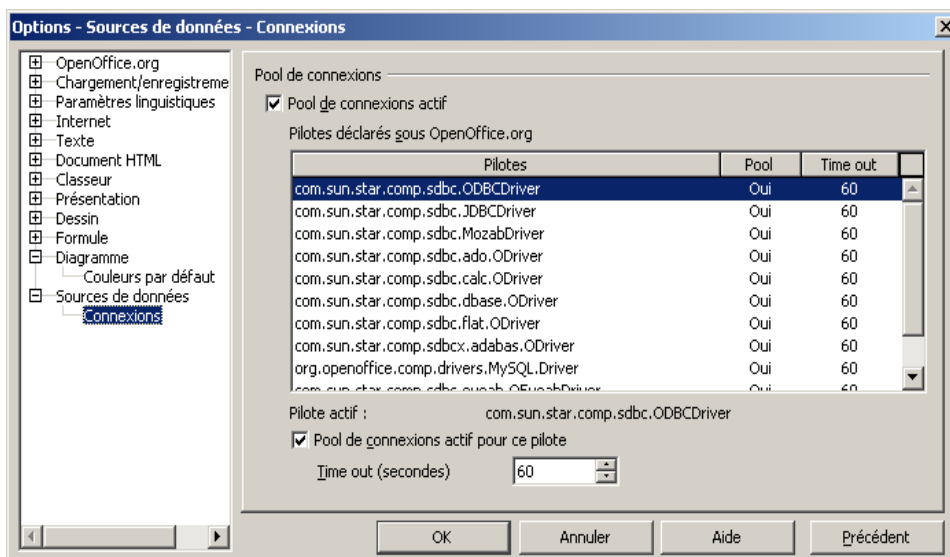 Options - Sources de données - Connexions
OpenOffice.org
Chargement/enregistreme
Paramètres linguistiques
Internet
Texte
Document HTML
Classeur
Présentation
Dessin
Formule
Diagramme
Couleurs par défaut
Sources de données
Connexions
Pool de connexions
Pool de connexions actif
Pilotes déclarés sous OpenOffice.org
Pilotes Pool Time out
com.sun.star.comp.sdbc.ODBCDriver Oui 60
com.sun.star.comp.sdbc.JDBCDriver Oui 60
com.sun.star.comp.sdbc.MozabDriver Oui 60
com.sun.star.comp.sdbc.ado.ODriver Oui 60
com.sun.star.comp.sdbc.calc.ODriver Oui 60
com.sun.star.comp.sdbc.dbase.ODriver Oui 60
com.sun.star.comp.sdbc.flat.ODriver Oui 60
com.sun.star.comp.sdbcx.adabas.ODriver Oui 60
org.openoffice.comp.drivers.MySQL.Driver Oui 60
Oui 60
Pilote actif : com.sun.star.comp.sdbc.ODBCDriver
Pool de connexions actif pour ce pilote
Time out (secondes) 60
OK Annuler Aide Précédent